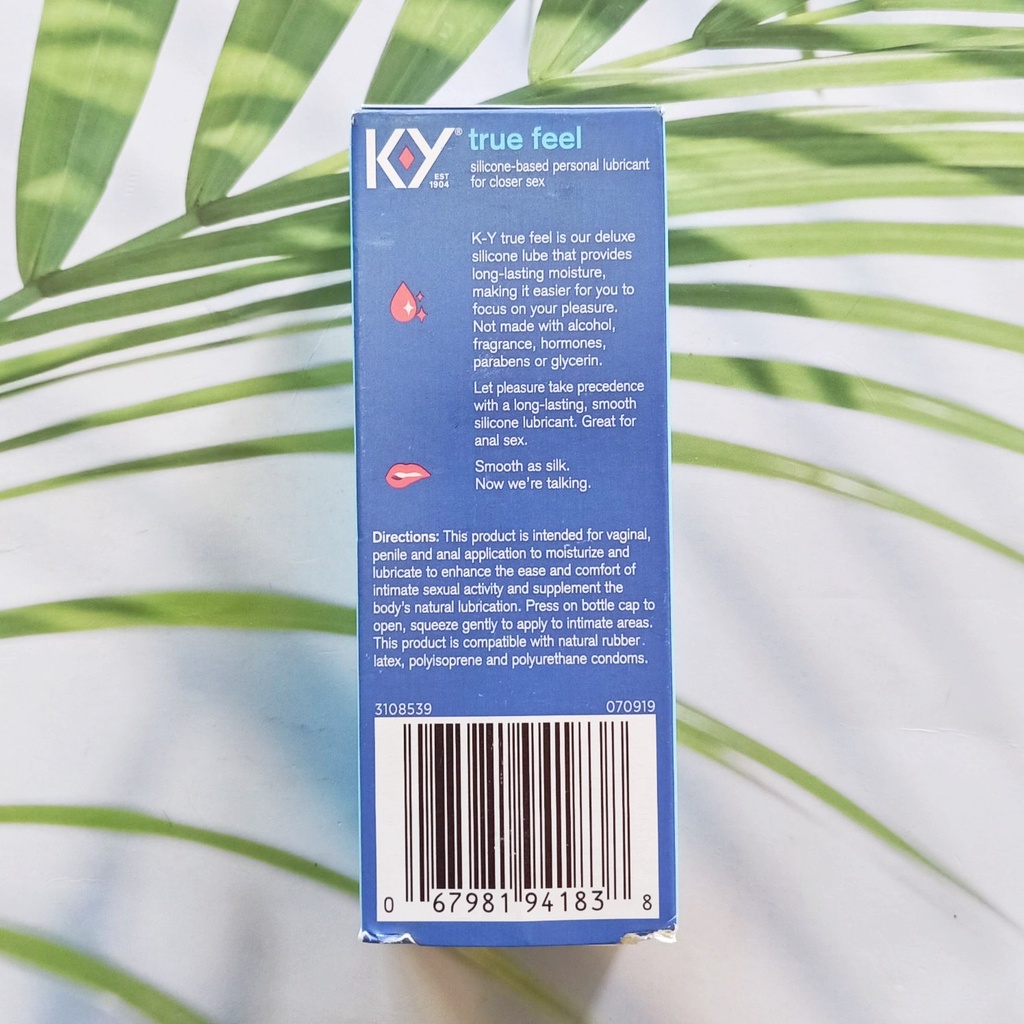 KY® true feel
EST
1904
silicone-based personal lubricant
for closer sex
K-Y true feel is our deluxe
silicone lube that provides
long-lasting moisture,
making it easier for you to
focus on your pleasure.
Not made with alcohol,
fragrance, hormones,
parabens or glycerin.
Let pleasure take precedence
with a long-lasting, smooth
silicone lubricant. Great for
anal sex.
Smooth as silk.
Now we're talking.
Directions: This product is intended for vaginal,
penile and anal application to moisturize and
lubricate to enhance the ease and comfort of
intimate sexual activity and supplement the
body's natural lubrication. Press on bottle cap to
open, squeeze gently to apply to intimate areas.
This product is compatible with natural rubber
latex, polyisoprene and polyurethane condoms.
3108539 070919
0 67981 94183 8